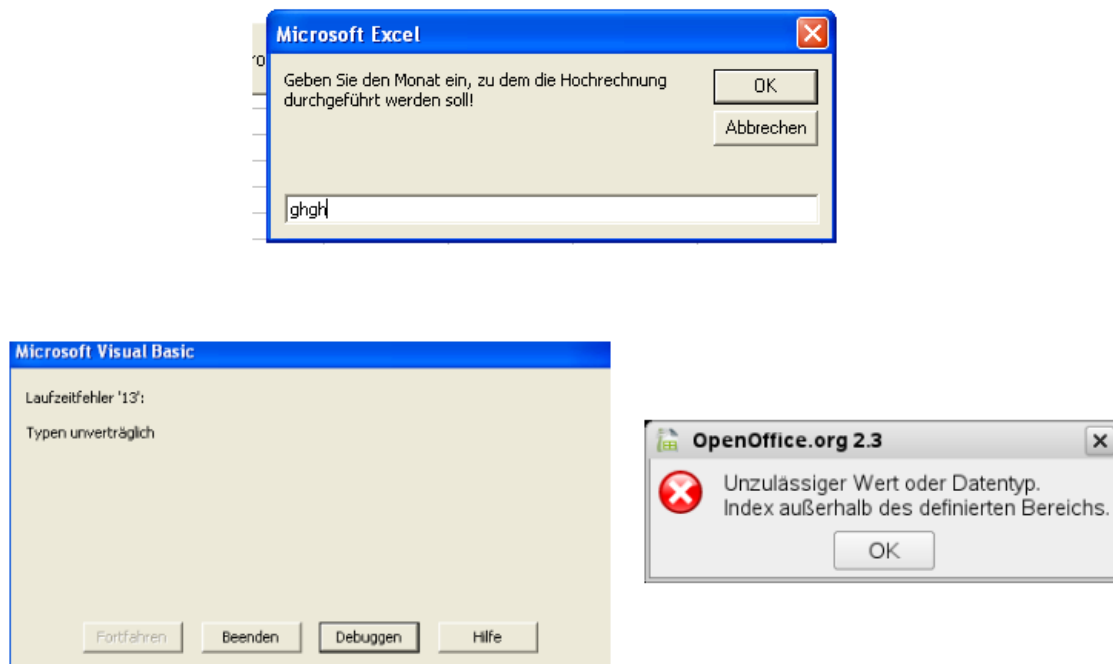 Microsoft Excel
Geben Sie den Monat ein, zu dem die Hochrechnung
durchgeführt werden soll!
OK
Abbrechen
ghgh
Microsoft Visual Basic
Laufzeitfehler '13':
Typen unverträglich
Fortfahren
Beenden
Debuggen
Hilfe
OpenOffice.org 2.3
Unzulässiger Wert oder Datentyp.
Index außerhalb des definierten Bereichs.
OK